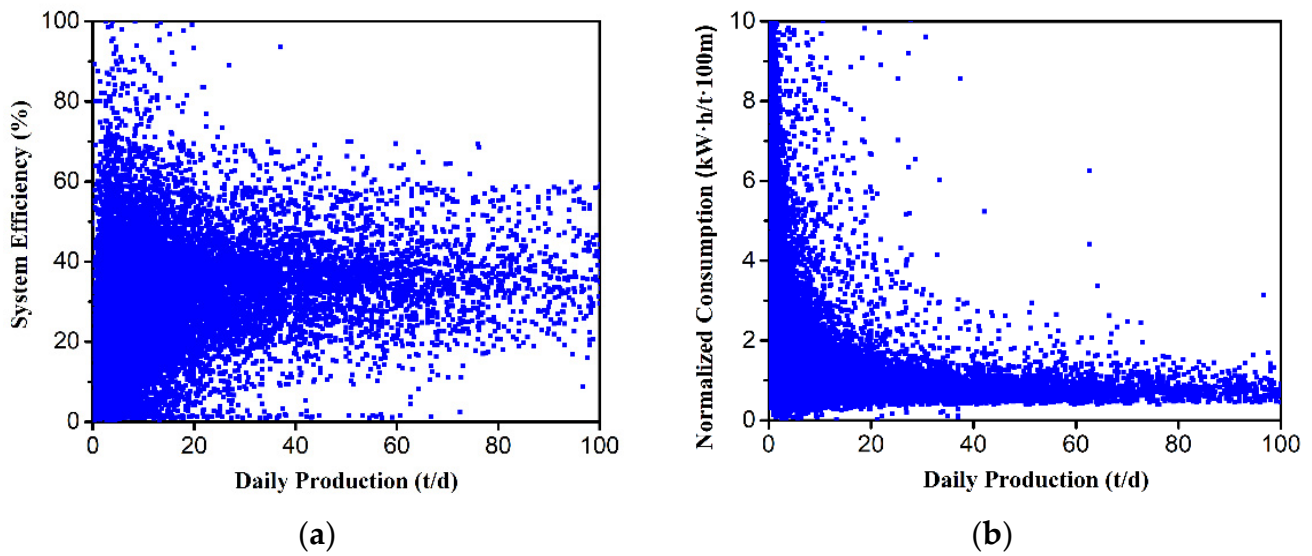 100
80
60
40
20
0
System Efficiency (%)
0 20 40 60 80 100
Daily Production (t/d)
(a)
10
8
6
4
2
0
Normalized Consumption (kW·h/t·100m)
0 20 40 60 80 100
Daily Production (t/d)
(b)